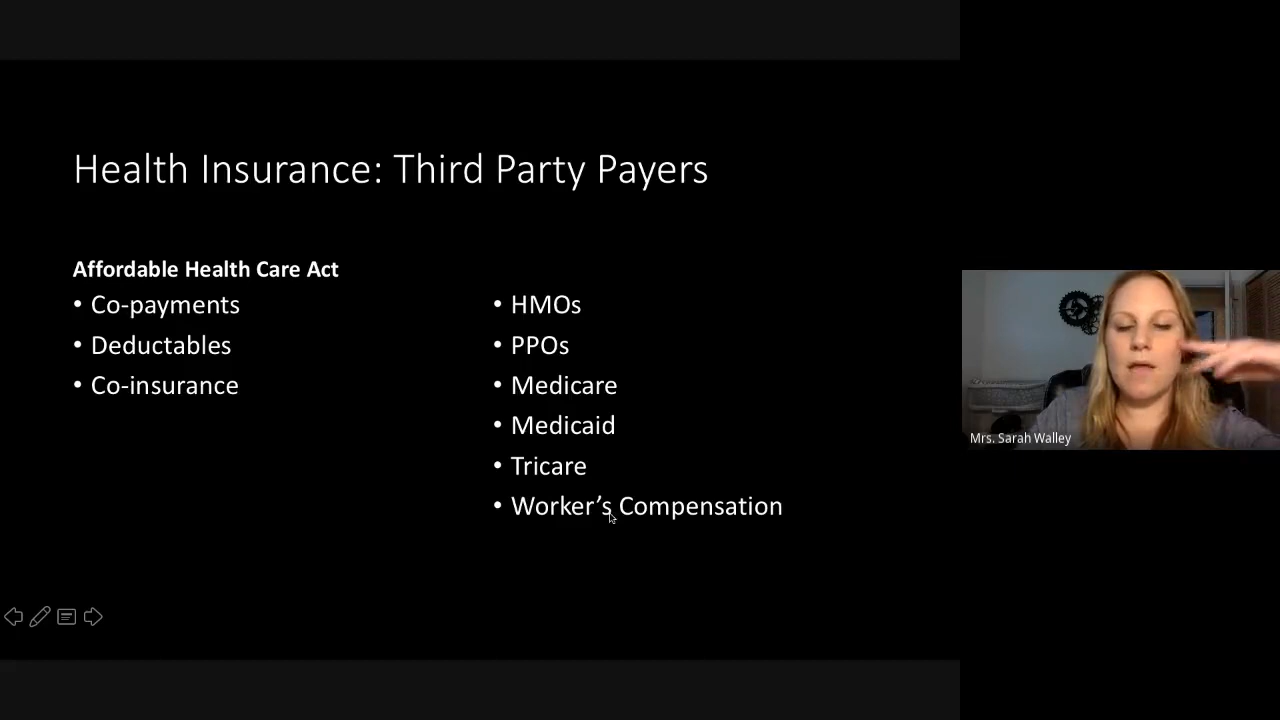 Health Insurance: Third Party Payers
Affordable Health Care Act
• Co-payments
• Deductables
• Co-insurance
• HMOs
• PPOs
• Medicare
• Medicaid
• Tricare
• Worker’s Compensation
Mrs. Sarah Walley